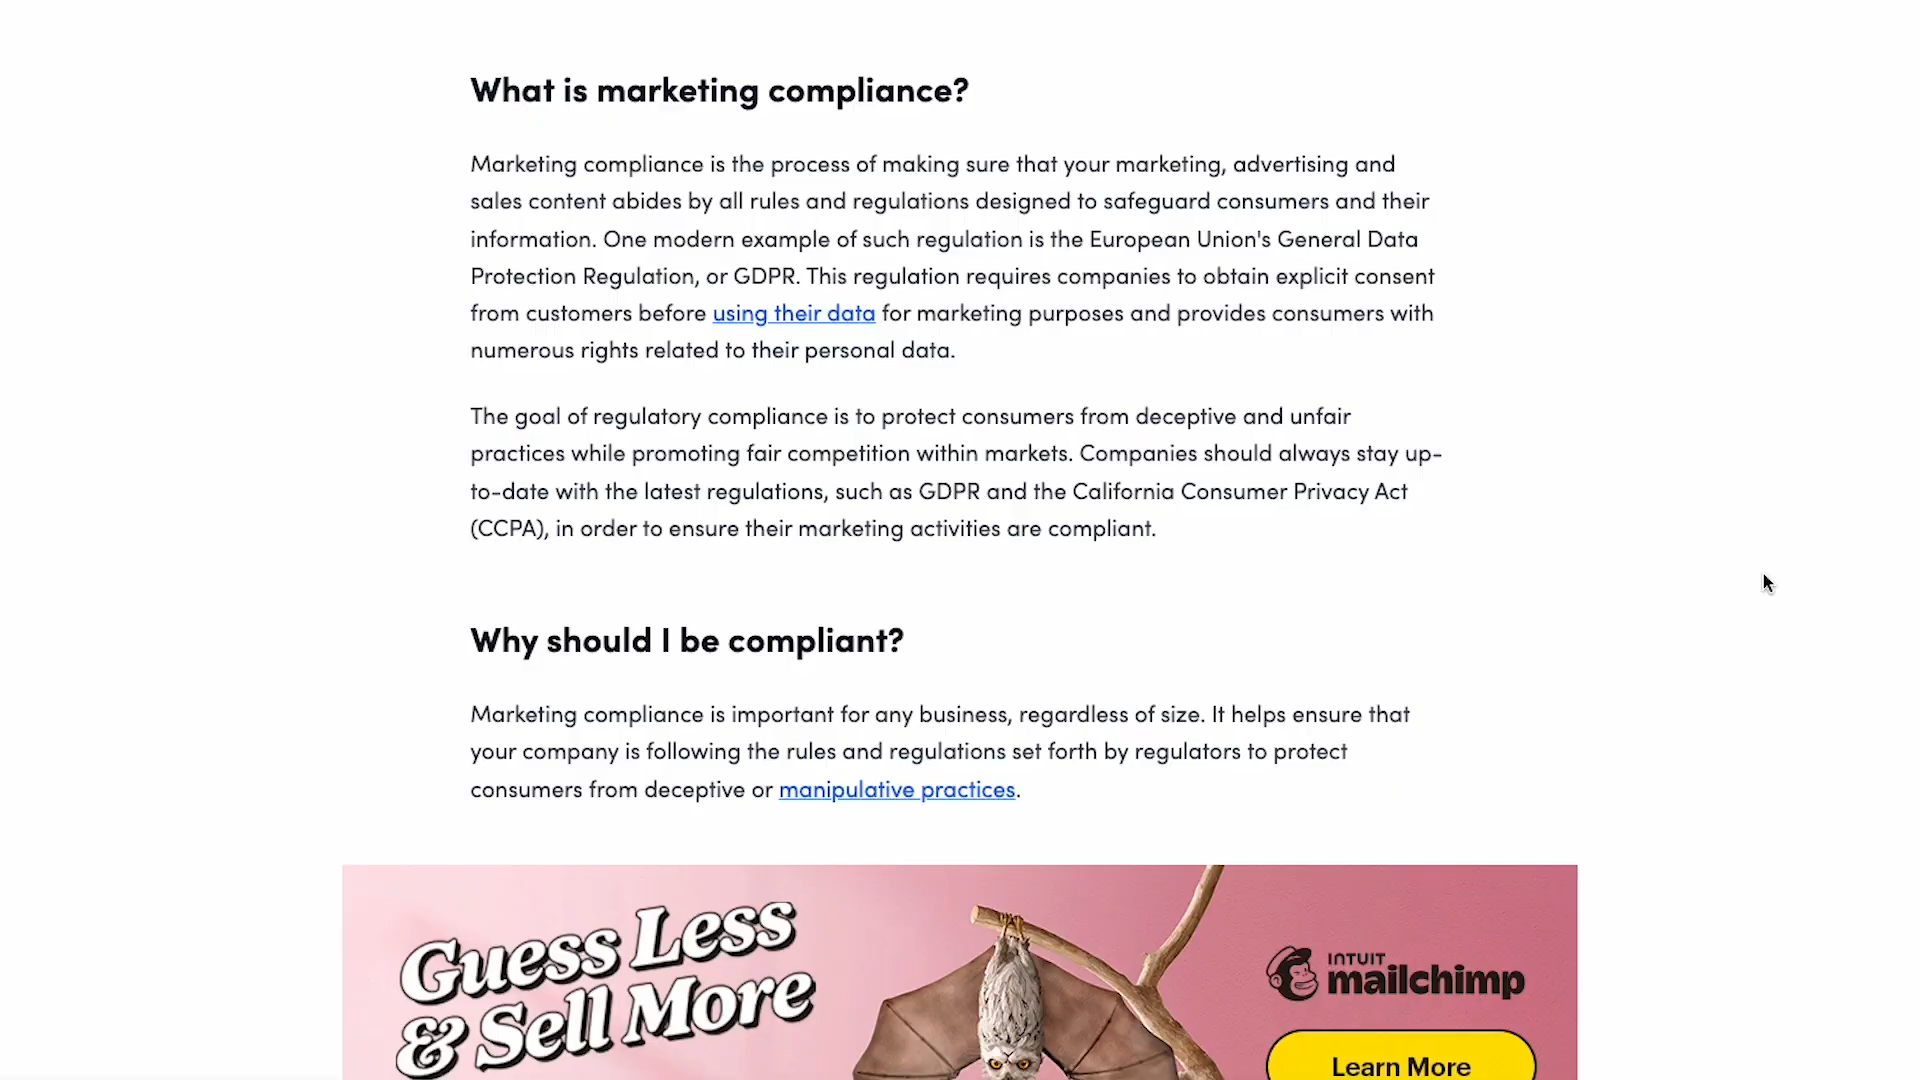 What is marketing compliance?
Marketing compliance is the process of making sure that your marketing, advertising and
sales content abides by all rules and regulations designed to safeguard consumers and their
information. One modern example of such regulation is the European Union's General Data
Protection Regulation, or GDPR. This regulation requires companies to obtain explicit consent
from customers before using their data for marketing purposes and provides consumers with
numerous rights related to their personal data.
The goal of regulatory compliance is to protect consumers from deceptive and unfair
practices while promoting fair competition within markets. Companies should always stay up-
to-date with the latest regulations, such as GDPR and the California Consumer Privacy Act
(CCPA), in order to ensure their marketing activities are compliant.
Why should I be compliant?
Marketing compliance is important for any business, regardless of size. It helps ensure that
your company is following the rules and regulations set forth by regulators to protect
consumers from deceptive or manipulative practices.
Guess Less
& Sell More
INTUIT
mailchimp
Learn More